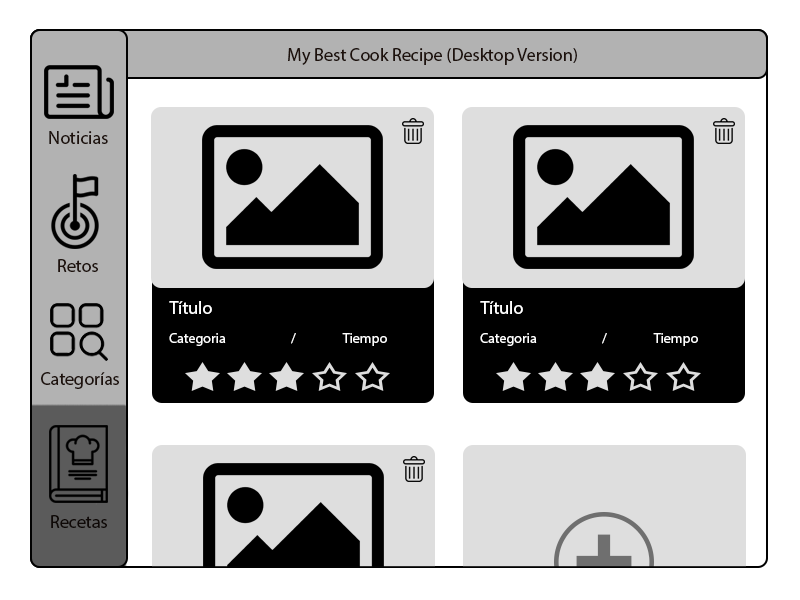 My Best Cook Recipe (Desktop Version)
Noticias
Retos
Categorías
Recetas
Título
Categoria / Tiempo
Título
Categoria / Tiempo